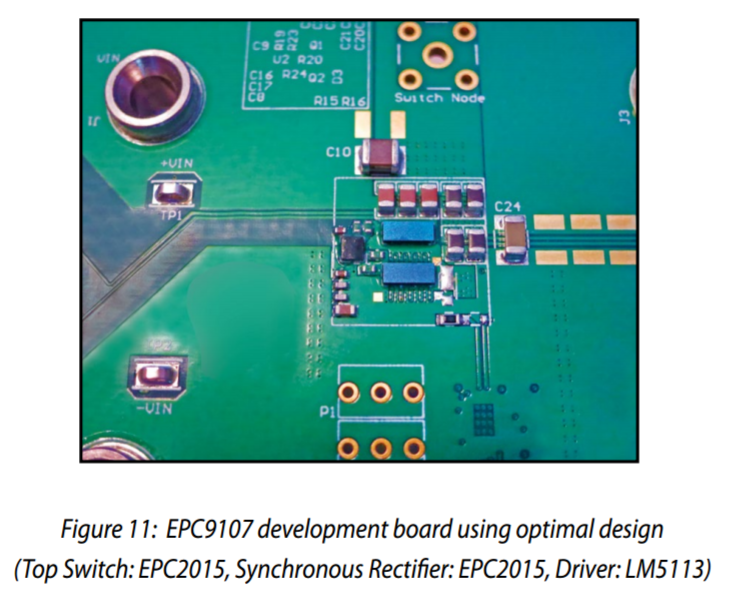 VIN
J1
+VIN
TP1
C9 R19 R23 Q1 C21 C20
U2 R20
C16 R24 Q2 D3
C17
C8 R15 R16
Switch Node
J3
C10
C24
-VIN
P1
Figure 11: EPC9107 development board using optimal design
(Top Switch: EPC2015, Synchronous Rectifier: EPC2015, Driver: LM5113)